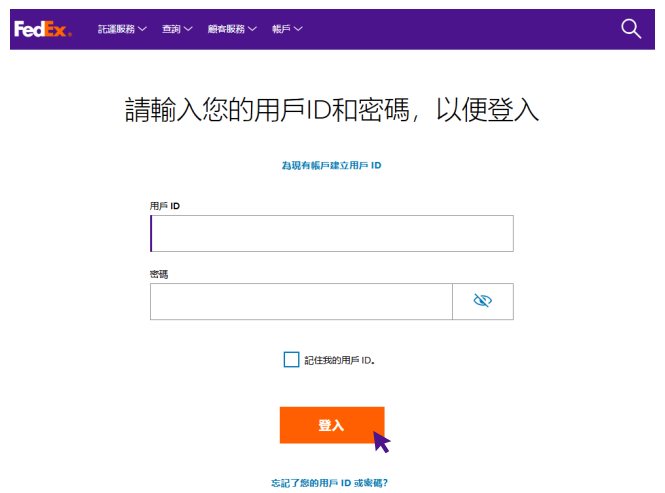 FedEx. 託運服務 查詢 顧客服務 帳戶
請輸入您的用戶ID和密碼，以便登入
為現有帳戶建立用戶 ID
用戶 ID
密碼
記住我的用戶 ID。
登入
忘記了您的用戶 ID 或密碼?